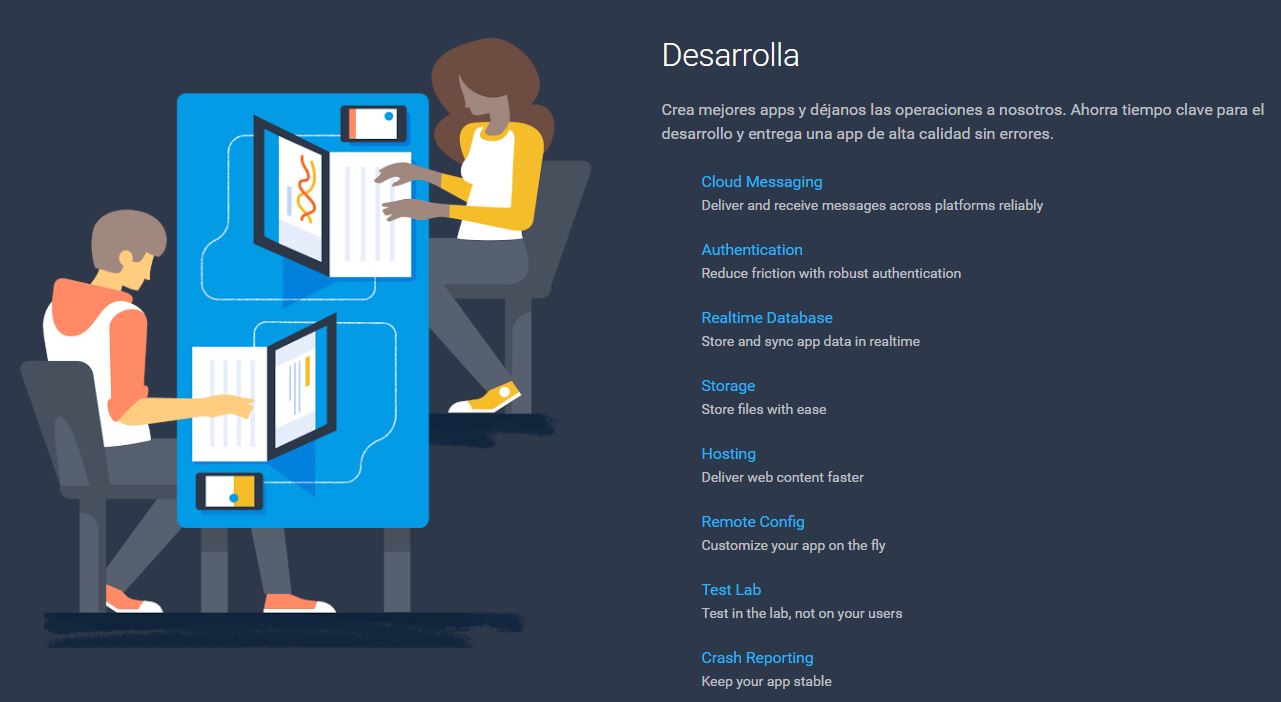 Desarrolla
Crea mejores apps y déjanos las operaciones a nosotros. Ahorra tiempo clave para el
desarrollo y entrega una app de alta calidad sin errores.
Cloud Messaging
Deliver and receive messages across platforms reliably
Authentication
Reduce friction with robust authentication
Realtime Database
Store and sync app data in realtime
Storage
Store files with ease
Hosting
Deliver web content faster
Remote Config
Customize your app on the fly
Test Lab
Test in the lab, not on your users
Crash Reporting
Keep your app stable